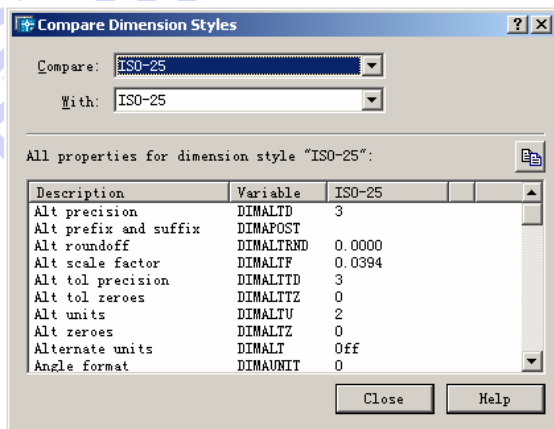 Compare Dimension Styles
Compare: ISO-25
With: ISO-25
All properties for dimension style "ISO-25":
Description Variable ISO-25
Alt precision DIMALTD 3
Alt prefix and suffix DIMAPOST
Alt roundoff DIMALTRND 0.0000
Alt scale factor DIMALTF 0.0394
Alt tol precision DIMALTTD 3
Alt tol zeroes DIMALTTZ 0
Alt units DIMALTU 2
Alt zeroes DIMALTZ 0
Alternate units DIMALT Off
Angle format DIMAUNIT 0
Close Help